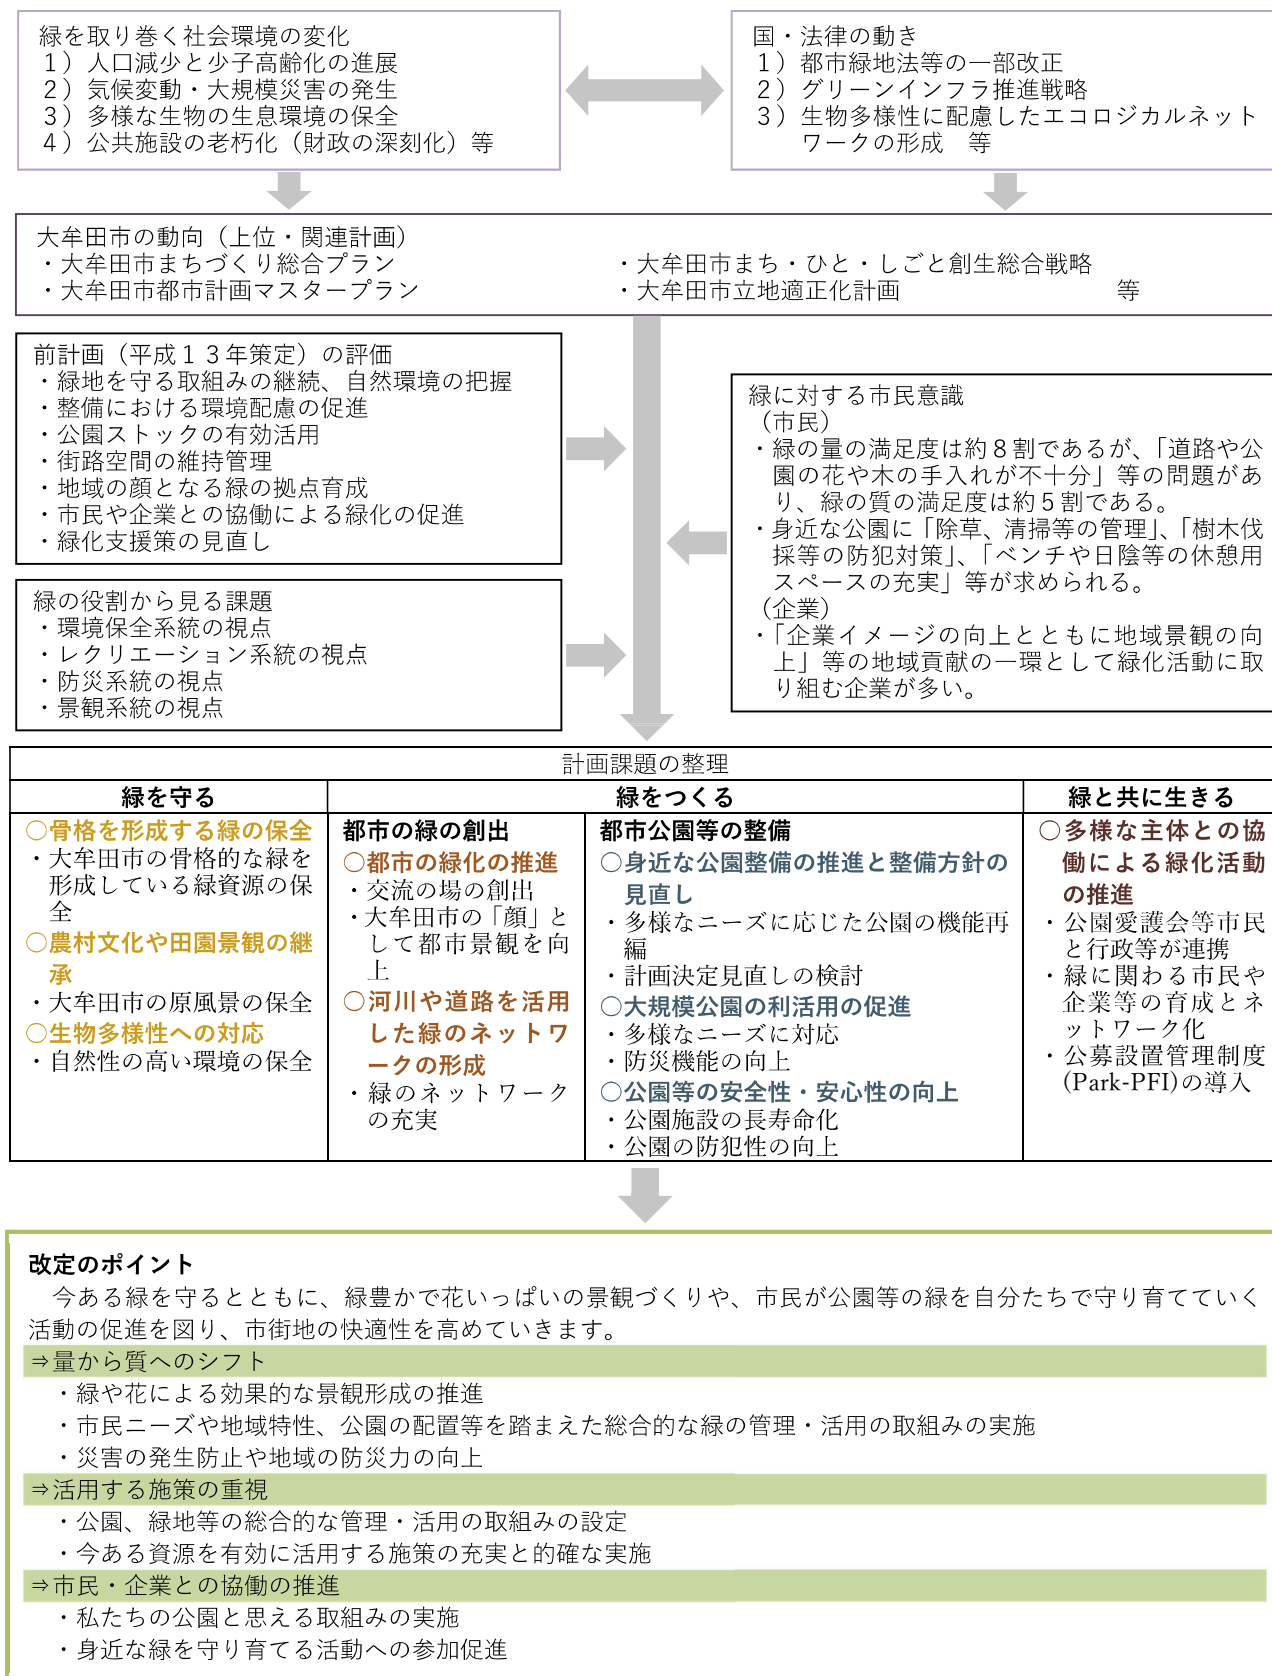 緑を取り巻く社会環境の変化
１）人口減少と少子高齢化の進展
２）気候変動・大規模災害の発生
３）多様な生物の生息環境の保全
４）公共施設の老朽化（財政の深刻化）等
国・法律の動き
１）都市緑地法等の一部改正
２）グリーンインフラ推進戦略
３）生物多様性に配慮したエコロジカルネット
ワークの形成　等
大牟田市の動向（上位・関連計画）
・大牟田市まちづくり総合プラン
・大牟田市まち・ひと・しごと創生総合戦略
・大牟田市都市計画マスタープラン
・大牟田市立地適正化計画　等
前計画（平成１３年策定）の評価
・緑地を守る取組みの継続、自然環境の把握
・整備における環境配慮の促進
・公園ストックの有効活用
・街路空間の維持管理
・地域の顔となる緑の拠点育成
・市民や企業との協働による緑化の促進
・緑化支援策の見直し
緑の役割から見る課題
・環境保全系統の視点
・レクリエーション系統の視点
・防災系統の視点
・景観系統の視点
緑に対する市民意識
（市民）
・緑の量の満足度は約８割であるが、「道路や公
園の花や木の手入れが不十分」等の問題があ
り、緑の質の満足度は約５割である。
・身近な公園に「除草、清掃等の管理」、「樹木伐
採等の防犯対策」、「ベンチや日陰等の休憩用
スペースの充実」等が求められる。
（企業）
・「企業イメージの向上とともに地域景観の向
上」等の地域貢献の一環として緑化活動に取
り組む企業が多い。
計画課題の整理
緑を守る
緑をつくる
緑と共に生きる
○骨格を形成する緑の保全
・大牟田市の骨格的な緑を
形成している緑資源の保
全
○農村文化や田園景観の継
承
・大牟田市の原風景の保全
○生物多様性への対応
・自然性の高い環境の保全
都市の緑の創出
○都市の緑化の推進
・交流の場の創出
・大牟田市の「顔」と
して都市景観を向
上
○河川や道路を活用
した緑のネットワ
ークの形成
・緑のネットワーク
の充実
都市公園等の整備
○身近な公園整備の推進と整備方針の
見直し
・多様なニーズに応じた公園の機能再
編
・計画決定見直しの検討
○大規模公園の利活用の促進
・多様なニーズに対応
・防災機能の向上
○公園等の安全性・安心性の向上
・公園施設の長寿命化
・公園の防犯性の向上
○多様な主体との協
働による緑化活動
の推進
・公園愛護会等市民
と行政等が連携
・緑に関わる市民や
企業等の育成とネ
ットワーク化
・公募設置管理制度
(Park-PFI)の導入
改定のポイント
今ある緑を守るとともに、緑豊かで花いっぱいの景観づくりや、市民が公園等の緑を自分たちで守り育てていく
活動の促進を図り、市街地の快適性を高めていきます。
⇒量から質へのシフト
・緑や花による効果的な景観形成の推進
・市民ニーズや地域特性、公園の配置等を踏まえた総合的な緑の管理・活用の取組みの実施
・災害の発生防止や地域の防災力の向上
⇒活用する施策の重視
・公園、緑地等の総合的な管理・活用の取組みの設定
・今ある資源を有効に活用する施策の充実と的確な実施
⇒市民・企業との協働の推進
・私たちの公園と思える取組みの実施
・身近な緑を守り育てる活動への参加促進